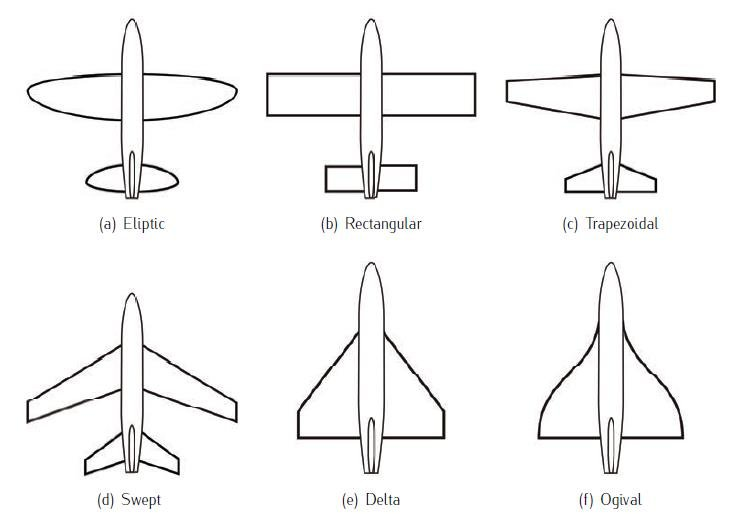 (a) Eliptic
(b) Rectangular
(c) Trapezoidal
(d) Swept
(e) Delta
(f) Ogival